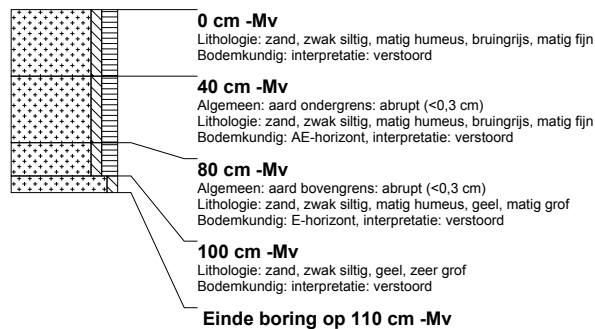 0 cm -Mv
Lithologie: zand, zwak siltig, matig humeus, bruingrijs, matig fijn
Bodemkundig: interpretatie: verstoord
40 cm -Mv
Algemeen: aard ondergrens: abrupt (<0,3 cm)
Lithologie: zand, zwak siltig, matig humeus, bruingrijs, matig fijn
Bodemkundig: AE-horizont, interpretatie: verstoord
80 cm -Mv
Algemeen: aard bovengrens: abrupt (<0,3 cm)
Lithologie: zand, zwak siltig, matig humeus, geel, matig grof
Bodemkundig: E-horizont, interpretatie: verstoord
100 cm -Mv
Lithologie: zand, zwak siltig, geel, zeer grof
Bodemkundig: interpretatie: verstoord
Einde boring op 110 cm -Mv